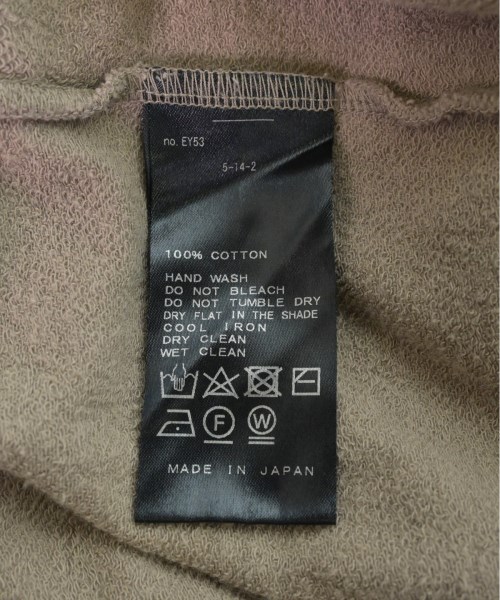 no. EY53
5-14-2
100% COTTON
HAND WASH
DO NOT BLEACH
DO NOT TUMBLE DRY
DRY FLAT IN THE SHADE
COOL IRON
DRY CLEAN
WET CLEAN
F W
MADE IN JAPAN